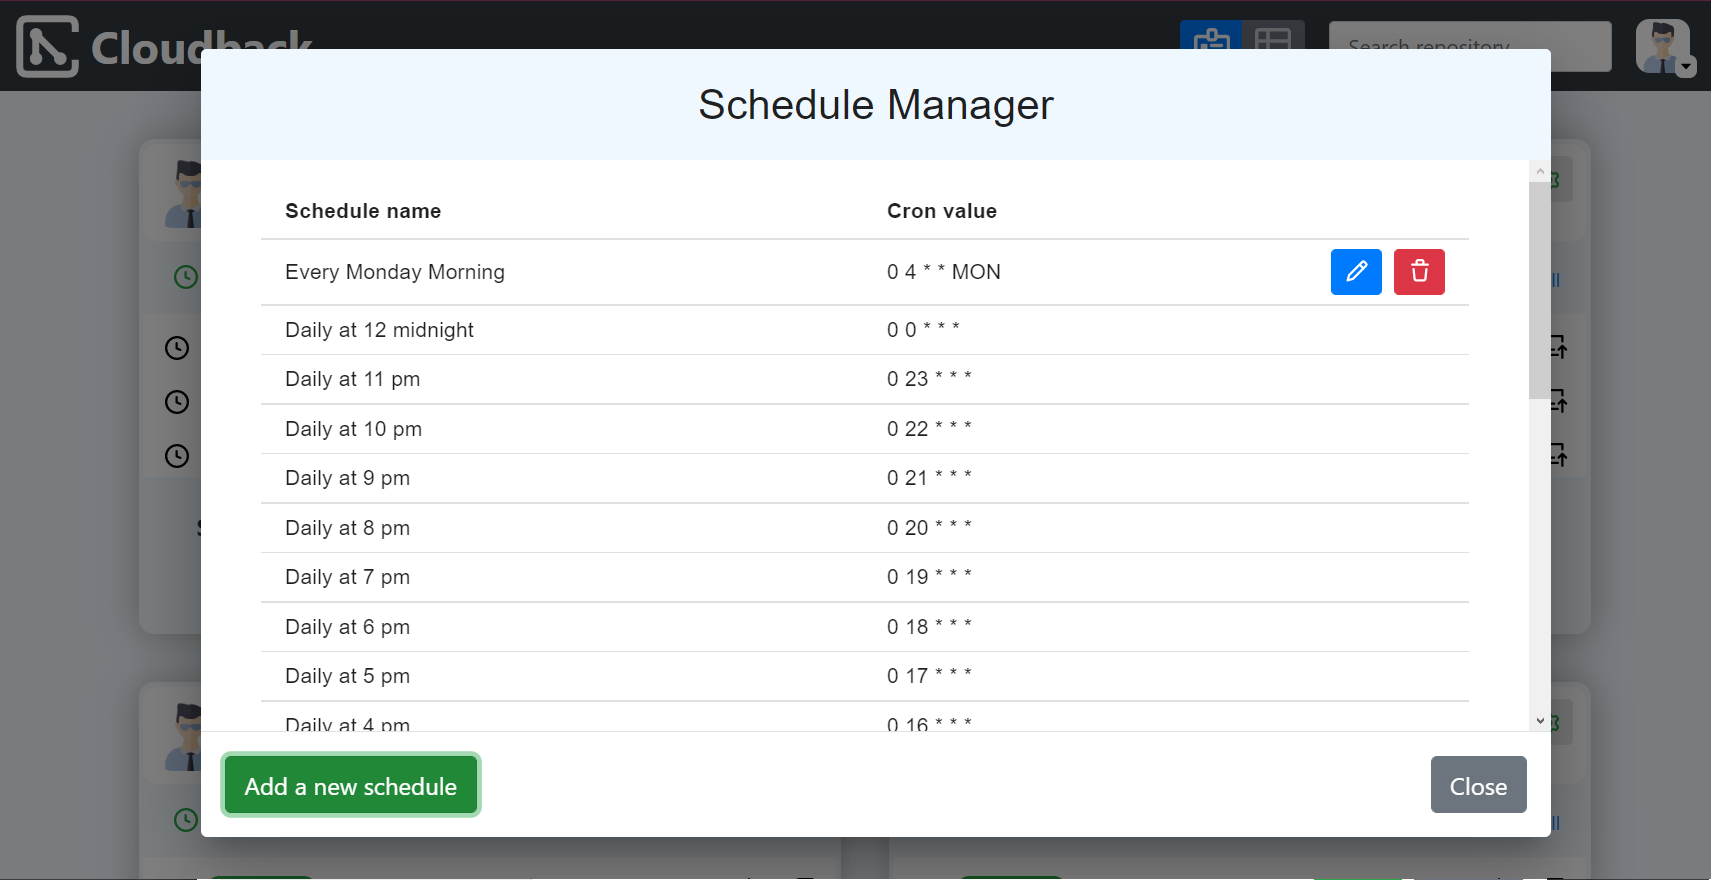 Cloudback
Search repository
Schedule Manager
Schedule name Cron value
Every Monday Morning 0 4 * * MON
Daily at 12 midnight 0 0 * * *
Daily at 11 pm 0 23 * * *
Daily at 10 pm 0 22 * * *
Daily at 9 pm 0 21 * * *
Daily at 8 pm 0 20 * * *
Daily at 7 pm 0 19 * * *
Daily at 6 pm 0 18 * * *
Daily at 5 pm 0 17 * * *
Daily at 4 pm 0 16 * * *
Add a new schedule Close